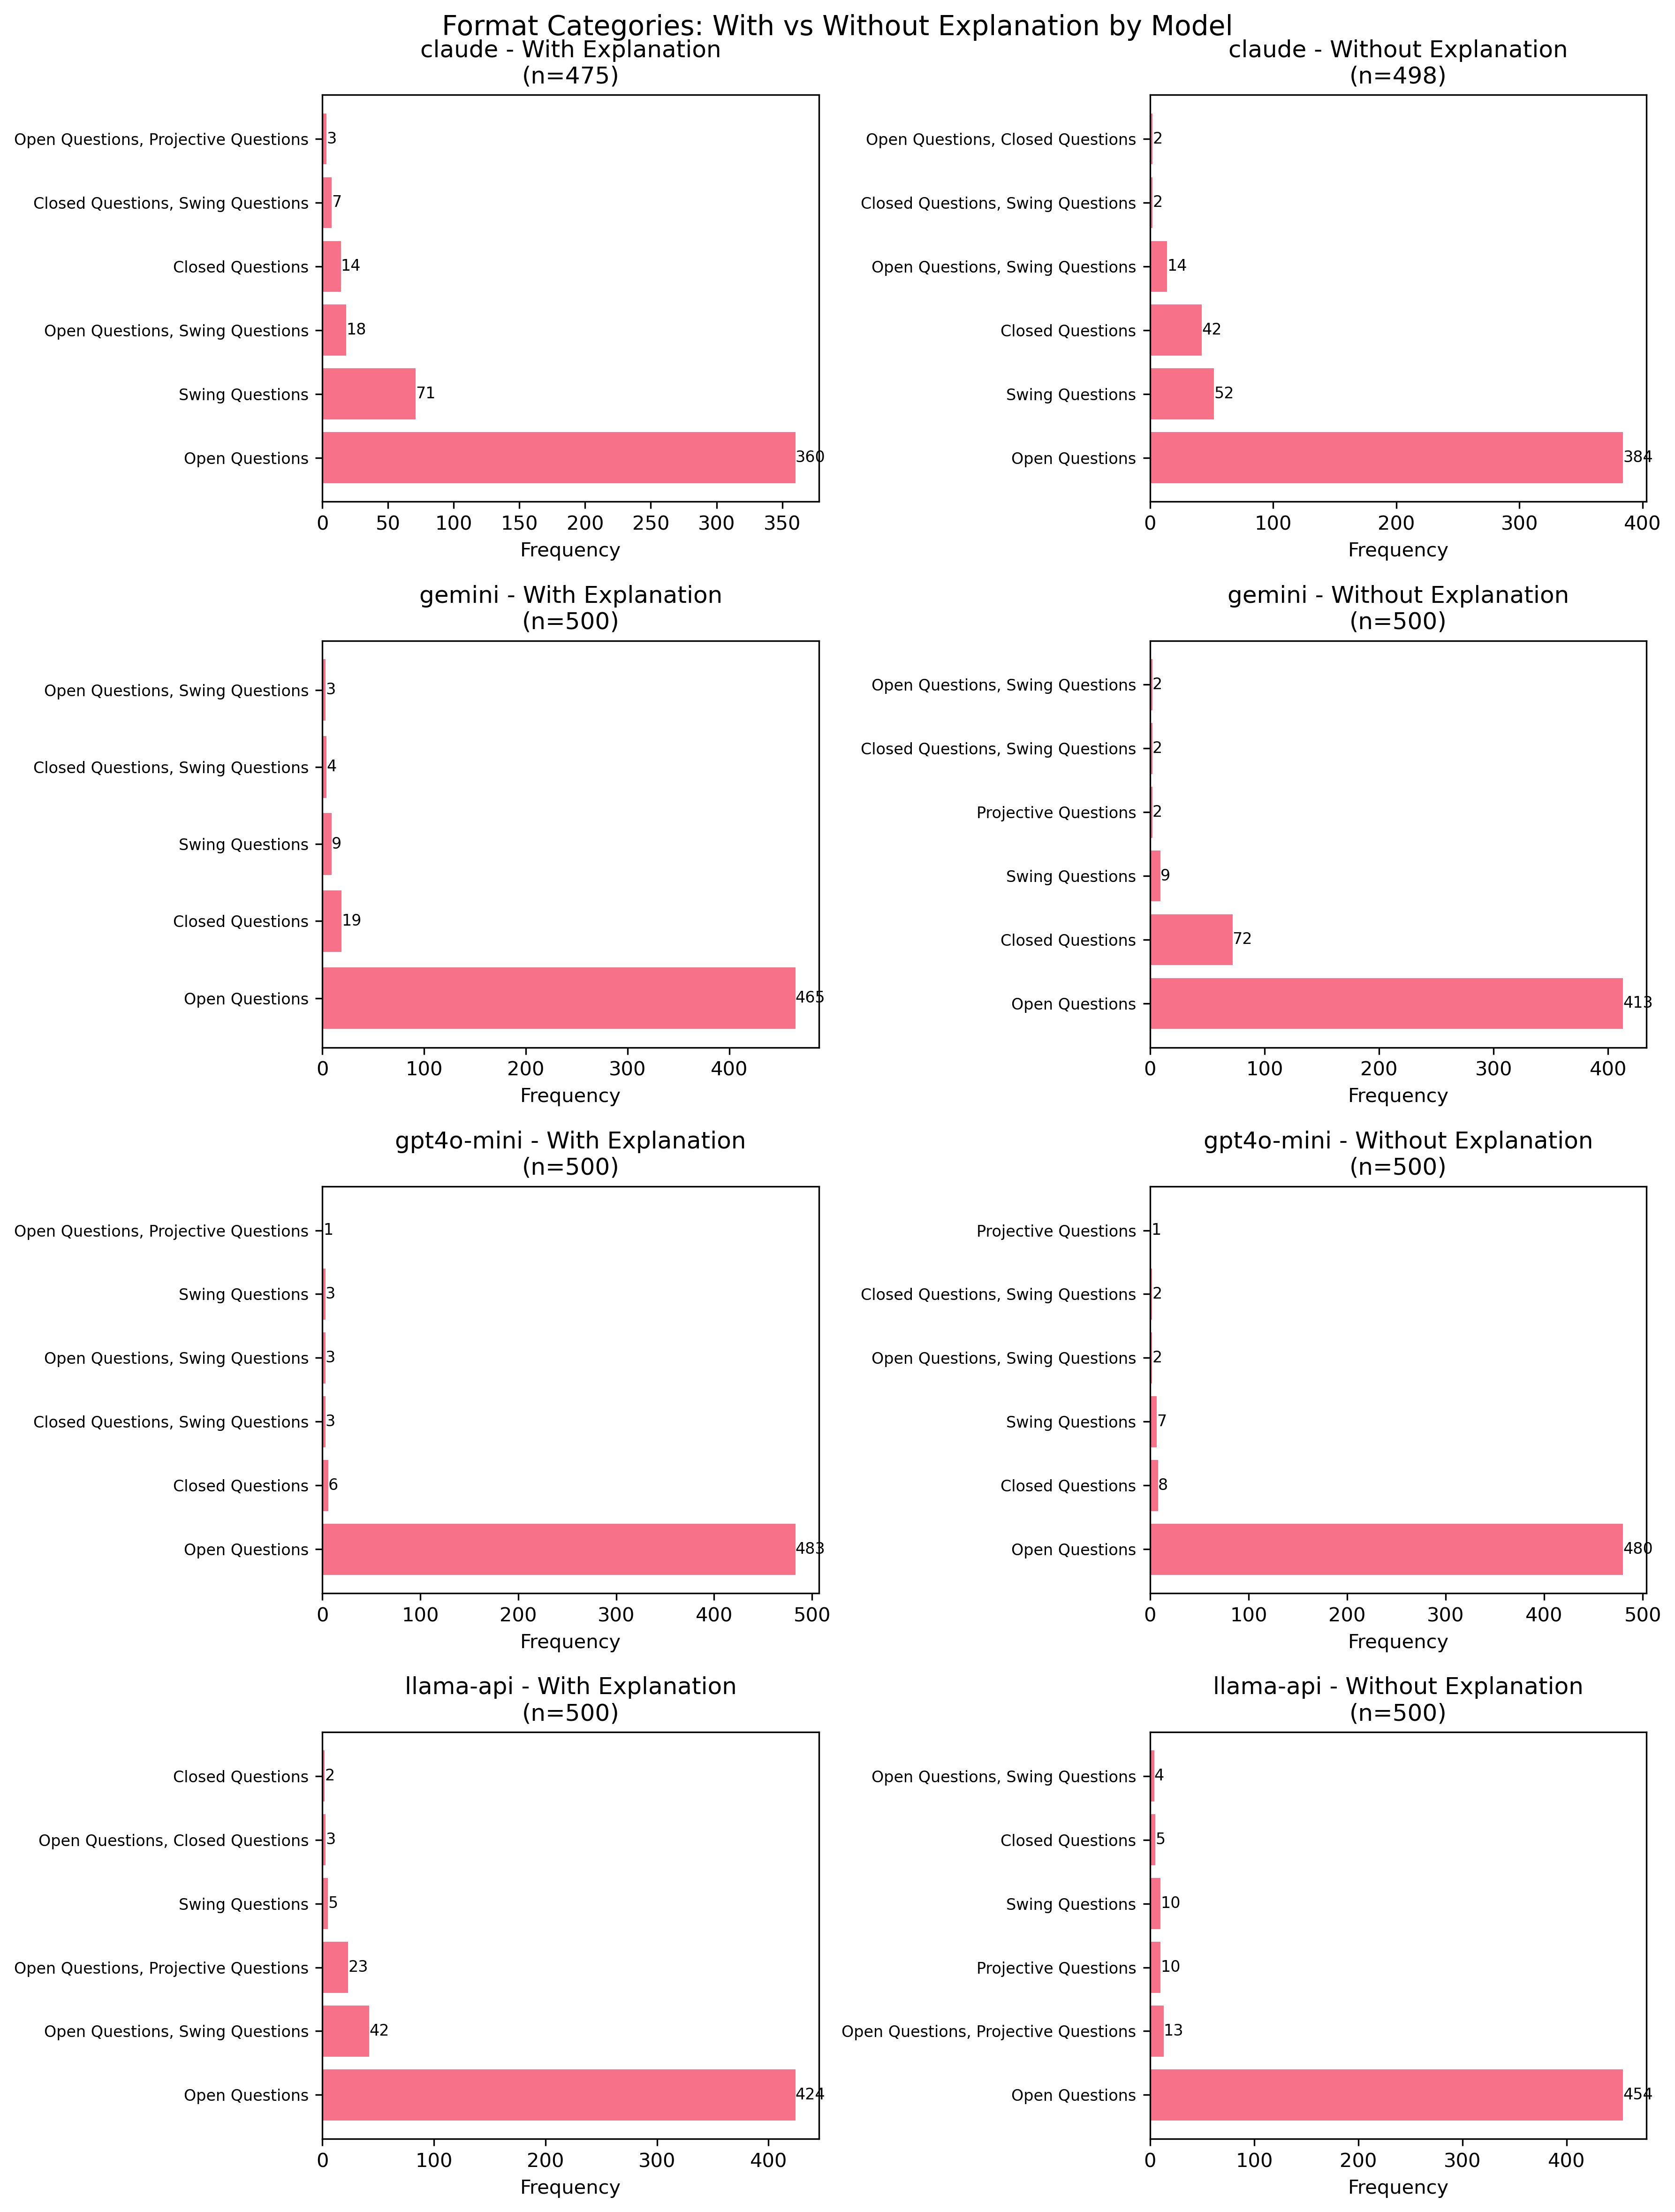 Format Categories: With vs Without Explanation by Model
claude - With Explanation
(n=475)
Open Questions, Projective Questions 3
Closed Questions, Swing Questions 7
Closed Questions 14
Open Questions, Swing Questions 18
Swing Questions 71
Open Questions 360
0 50 100 150 200 250 300 350
Frequency
claude - Without Explanation
(n=498)
Open Questions, Closed Questions 2
Closed Questions, Swing Questions 2
Open Questions, Swing Questions 14
Closed Questions 42
Swing Questions 52
Open Questions 384
0 100 200 300 400
Frequency
gemini - With Explanation
(n=500)
Open Questions, Swing Questions 3
Closed Questions, Swing Questions 4
Swing Questions 9
Closed Questions 19
Open Questions 465
0 100 200 300 400
Frequency
gemini - Without Explanation
(n=500)
Open Questions, Swing Questions 2
Closed Questions, Swing Questions 2
Projective Questions 2
Swing Questions 9
Closed Questions 72
Open Questions 413
0 100 200 300 400
Frequency
gpt4o-mini - With Explanation
(n=500)
Open Questions, Projective Questions 1
Swing Questions 3
Open Questions, Swing Questions 3
Closed Questions, Swing Questions 3
Closed Questions 6
Open Questions 483
0 100 200 300 400 500
Frequency
gpt4o-mini - Without Explanation
(n=500)
Projective Questions 1
Closed Questions, Swing Questions 2
Open Questions, Swing Questions 2
Swing Questions 7
Closed Questions 8
Open Questions 480
0 100 200 300 400 500
Frequency
llama-api - With Explanation
(n=500)
Closed Questions 2
Open Questions, Closed Questions 3
Swing Questions 5
Open Questions, Projective Questions 23
Open Questions, Swing Questions 42
Open Questions 424
0 100 200 300 400
Frequency
llama-api - Without Explanation
(n=500)
Open Questions, Swing Questions 4
Closed Questions 5
Swing Questions 10
Projective Questions 10
Open Questions, Projective Questions 13
Open Questions 454
0 100 200 300 400
Frequency